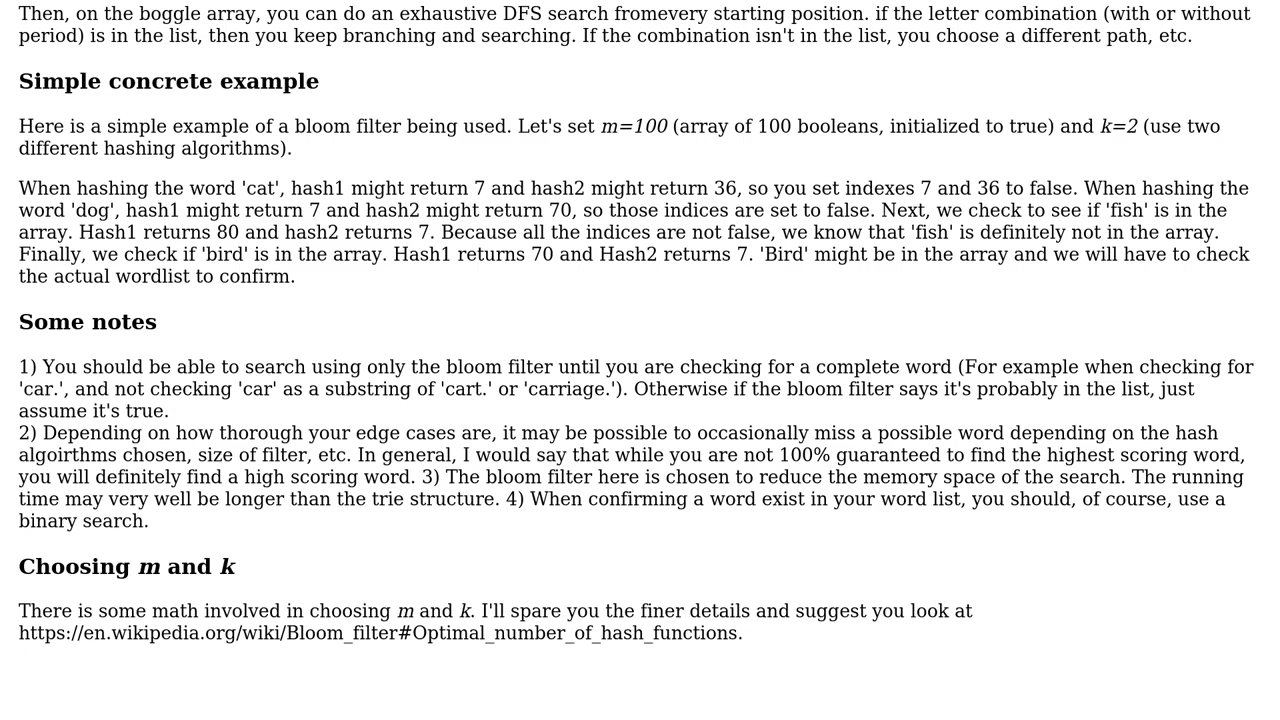 Then, on the boggle array, you can do an exhaustive DFS search fromevery starting position. if the letter combination (with or without
period) is in the list, then you keep branching and searching. If the combination isn't in the list, you choose a different path, etc.
Simple concrete example
Here is a simple example of a bloom filter being used. Let's set m=100 (array of 100 booleans, initialized to true) and k=2 (use two
different hashing algorithms).
When hashing the word 'cat', hash1 might return 7 and hash2 might return 36, so you set indexes 7 and 36 to false. When hashing the
word 'dog', hash1 might return 7 and hash2 might return 70, so those indices are set to false. Next, we check to see if 'fish' is in the
array. Hash1 returns 80 and hash2 returns 7. Because all the indices are not false, we know that 'fish' is definitely not in the array.
Finally, we check if 'bird' is in the array. Hash1 returns 70 and Hash2 returns 7. 'Bird' might be in the array and we will have to check
the actual wordlist to confirm.
Some notes
1) You should be able to search using only the bloom filter until you are checking for a complete word (For example when checking for
'car.', and not checking 'car' as a substring of 'cart.' or 'carriage.'). Otherwise if the bloom filter says it's probably in the list, just
assume it's true.
2) Depending on how thorough your edge cases are, it may be possible to occasionally miss a possible word depending on the hash
algoirthms chosen, size of filter, etc. In general, I would say that while you are not 100% guaranteed to find the highest scoring word,
you will definitely find a high scoring word. 3) The bloom filter here is chosen to reduce the memory space of the search. The running
time may very well be longer than the trie structure. 4) When confirming a word exist in your word list, you should, of course, use a
binary search.
Choosing m and k
There is some math involved in choosing m and k. I'll spare you the finer details and suggest you look at
https://en.wikipedia.org/wiki/Bloom_filter#Optimal_number_of_hash_functions.